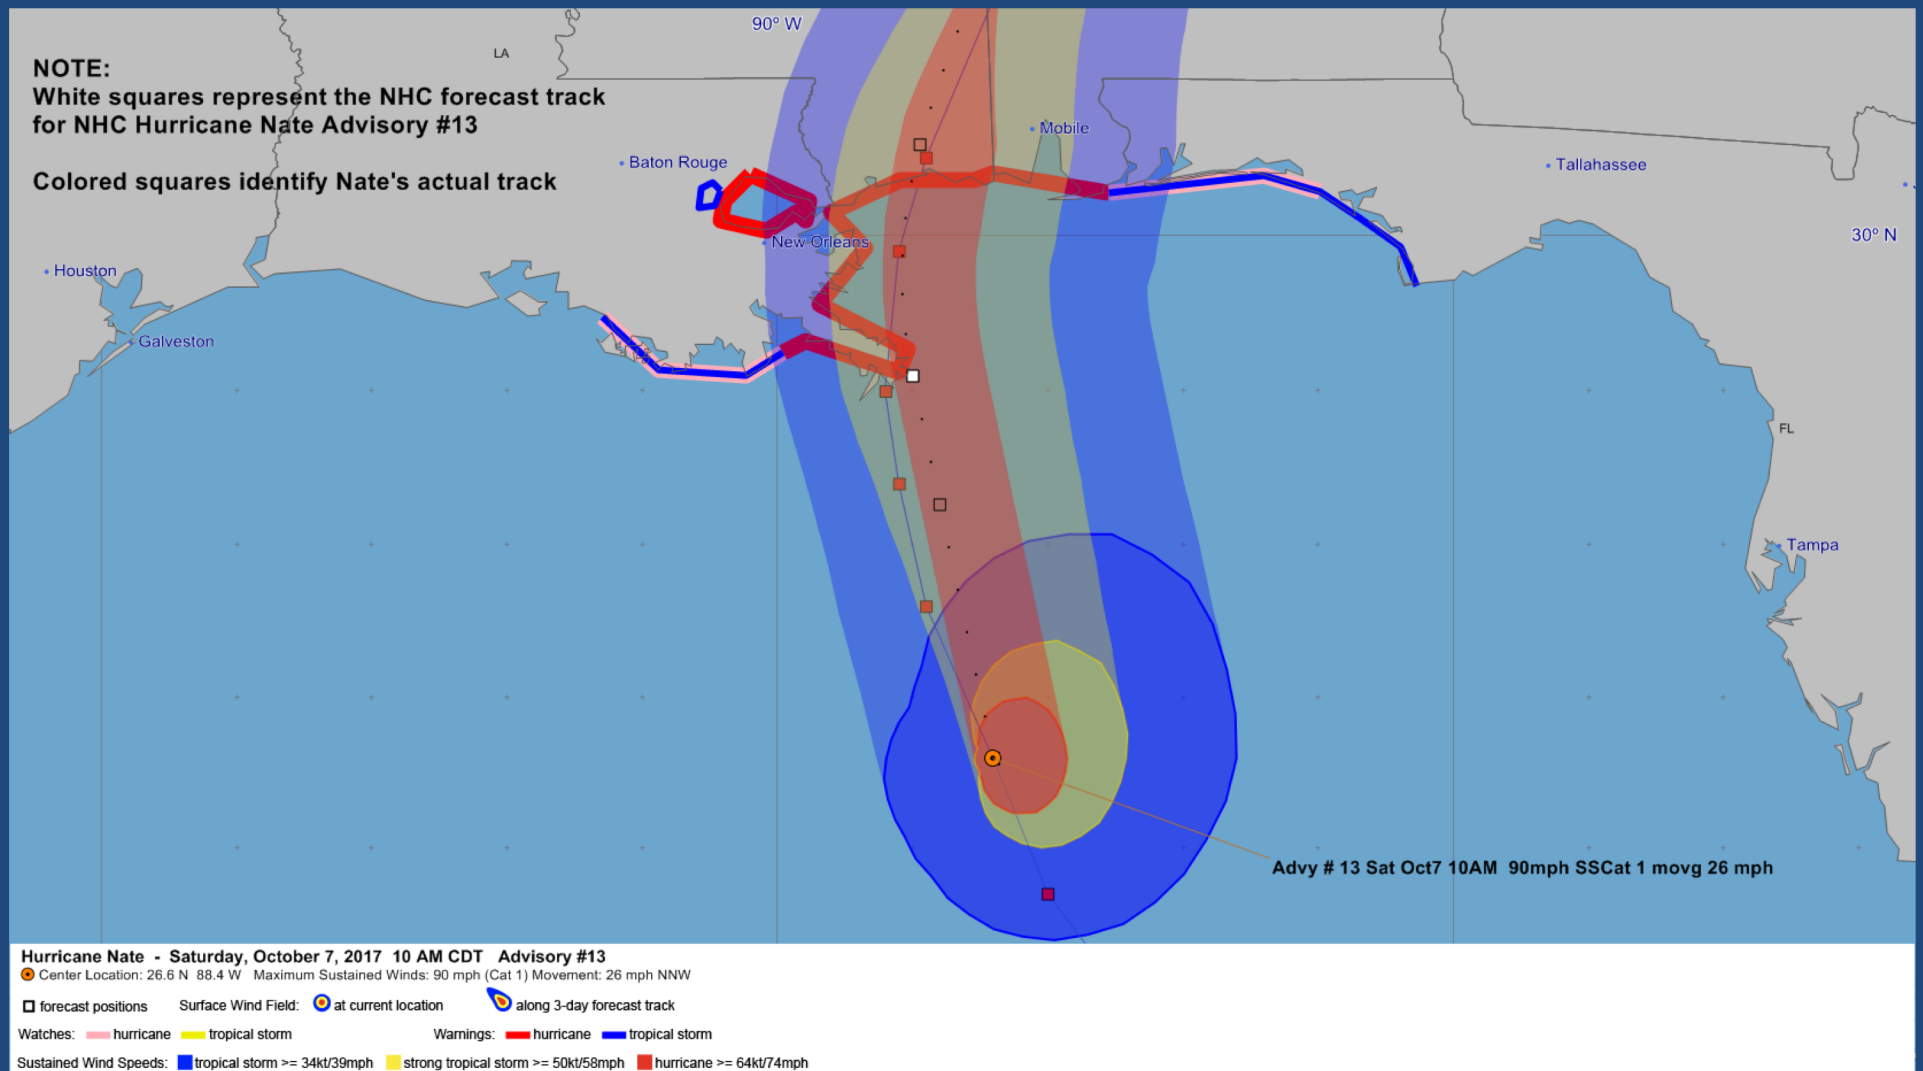 90° W
LA
NOTE:
White squares represent the NHC forecast track
for NHC Hurricane Nate Advisory #13
Colored squares identify Nate's actual track
Mobile
Baton Rouge
Tallahassee
New Orleans
30° N
Houston
Galveston
FL
Tampa
Advy # 13 Sat Oct7 10AM 90mph SSCat 1 movg 26 mph
Hurricane Nate - Saturday, October 7, 2017 10 AM CDT Advisory #13
Center Location: 26.6 N 88.4 W Maximum Sustained Winds: 90 mph (Cat 1) Movement: 26 mph NNW
forecast positions Surface Wind Field: at current location along 3-day forecast track
Watches: hurricane tropical storm Warnings: hurricane tropical storm
Sustained Wind Speeds: tropical storm >= 34kt/39mph strong tropical storm >= 50kt/58mph hurricane >= 64kt/74mph